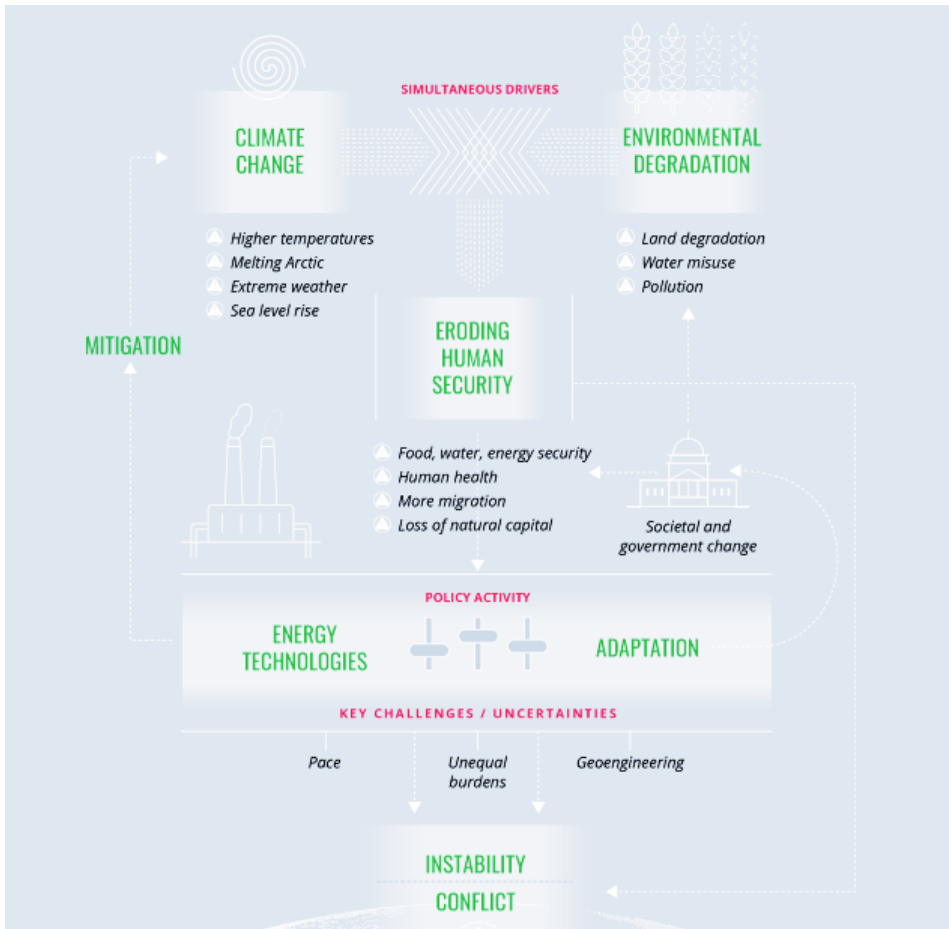 SIMULTANEOUS DRIVERS
CLIMATE
CHANGE
ENVIRONMENTAL
DEGRADATION
Higher temperatures
Melting Arctic
Extreme weather
Sea level rise
Land degradation
Water misuse
Pollution
MITIGATION
ERODING
HUMAN
SECURITY
Food, water, energy security
Human health
More migration
Loss of natural capital
Societal and
government change
POLICY ACTIVITY
ENERGY
TECHNOLOGIES
ADAPTATION
KEY CHALLENGES / UNCERTAINTIES
Pace
Unequal
burdens
Geoengineering
INSTABILITY
CONFLICT